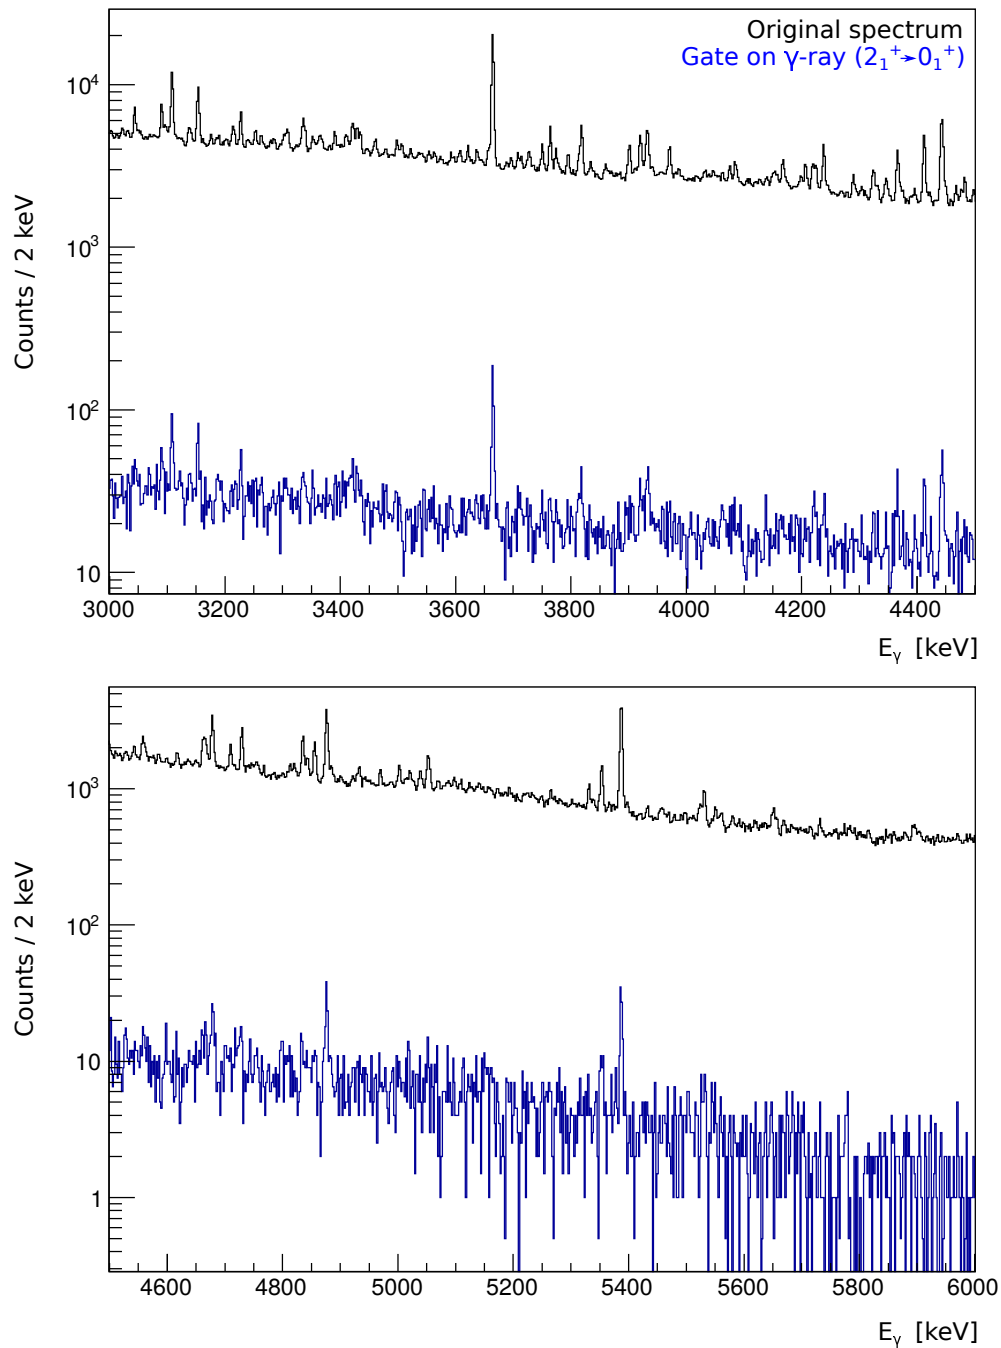 Original spectrum
Gate on γ-ray (2₁⁺→0₁⁺)
Counts / 2 keV
10⁴
10³
10²
10
3000 3200 3400 3600 3800 4000 4200 4400
Eᵧ [keV]
Counts / 2 keV
10³
10²
10
1
4600 4800 5000 5200 5400 5600 5800 6000
Eᵧ [keV]